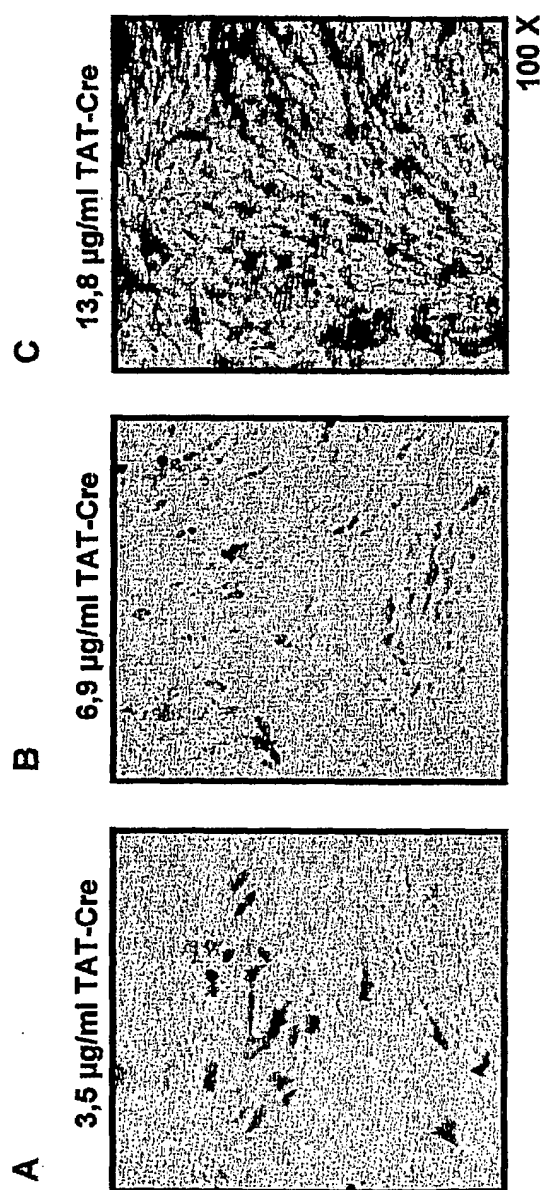 A
3,5 µg/ml TAT-Cre
B
6,9 µg/ml TAT-Cre
C
13,8 µg/ml TAT-Cre
100 X